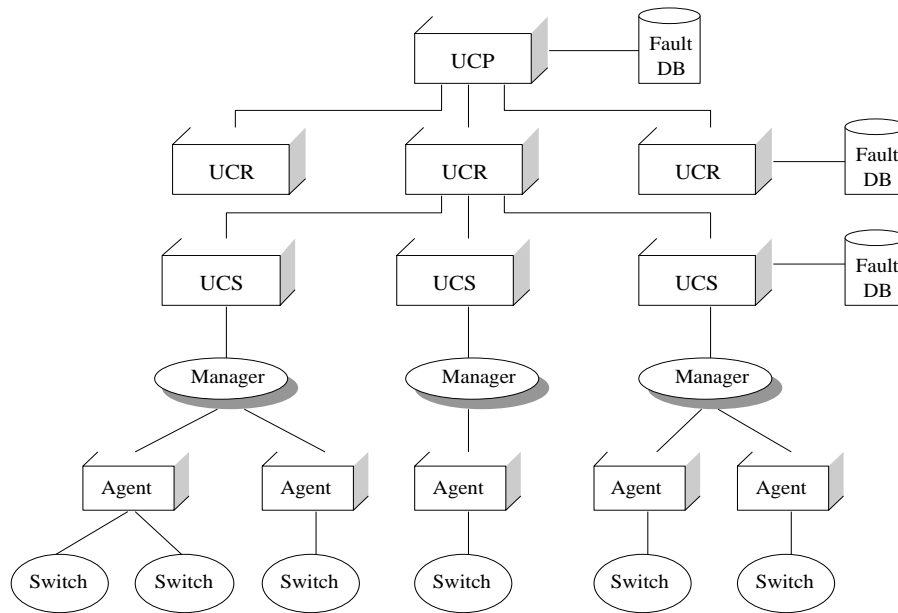 UCP
Fault
DB
UCR
UCR
UCR
Fault
DB
UCS
UCS
UCS
Fault
DB
Manager
Manager
Manager
Agent
Agent
Agent
Agent
Agent
Switch
Switch
Switch
Switch
Switch
Switch